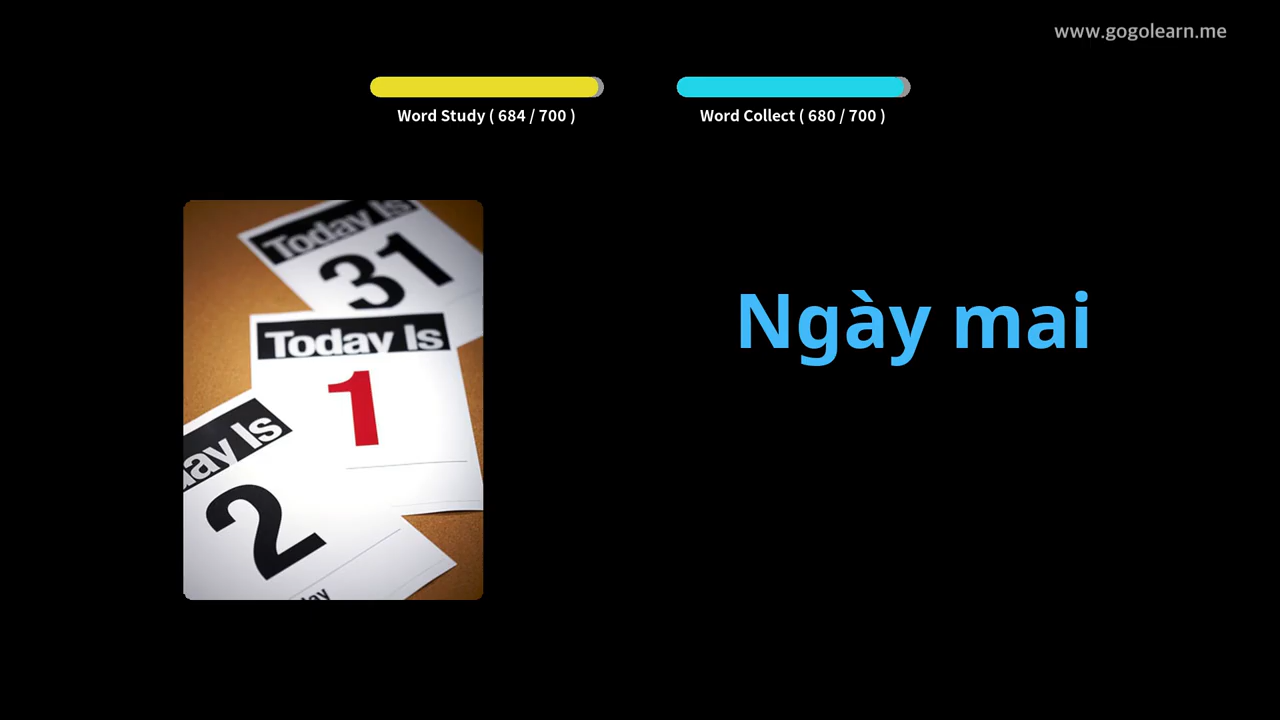 www.gogolearn.me
Word Study ( 684 / 700 )
Word Collect ( 680 / 700 )
Today Is
31
Today Is
1
ay Is
2
Ngày mai